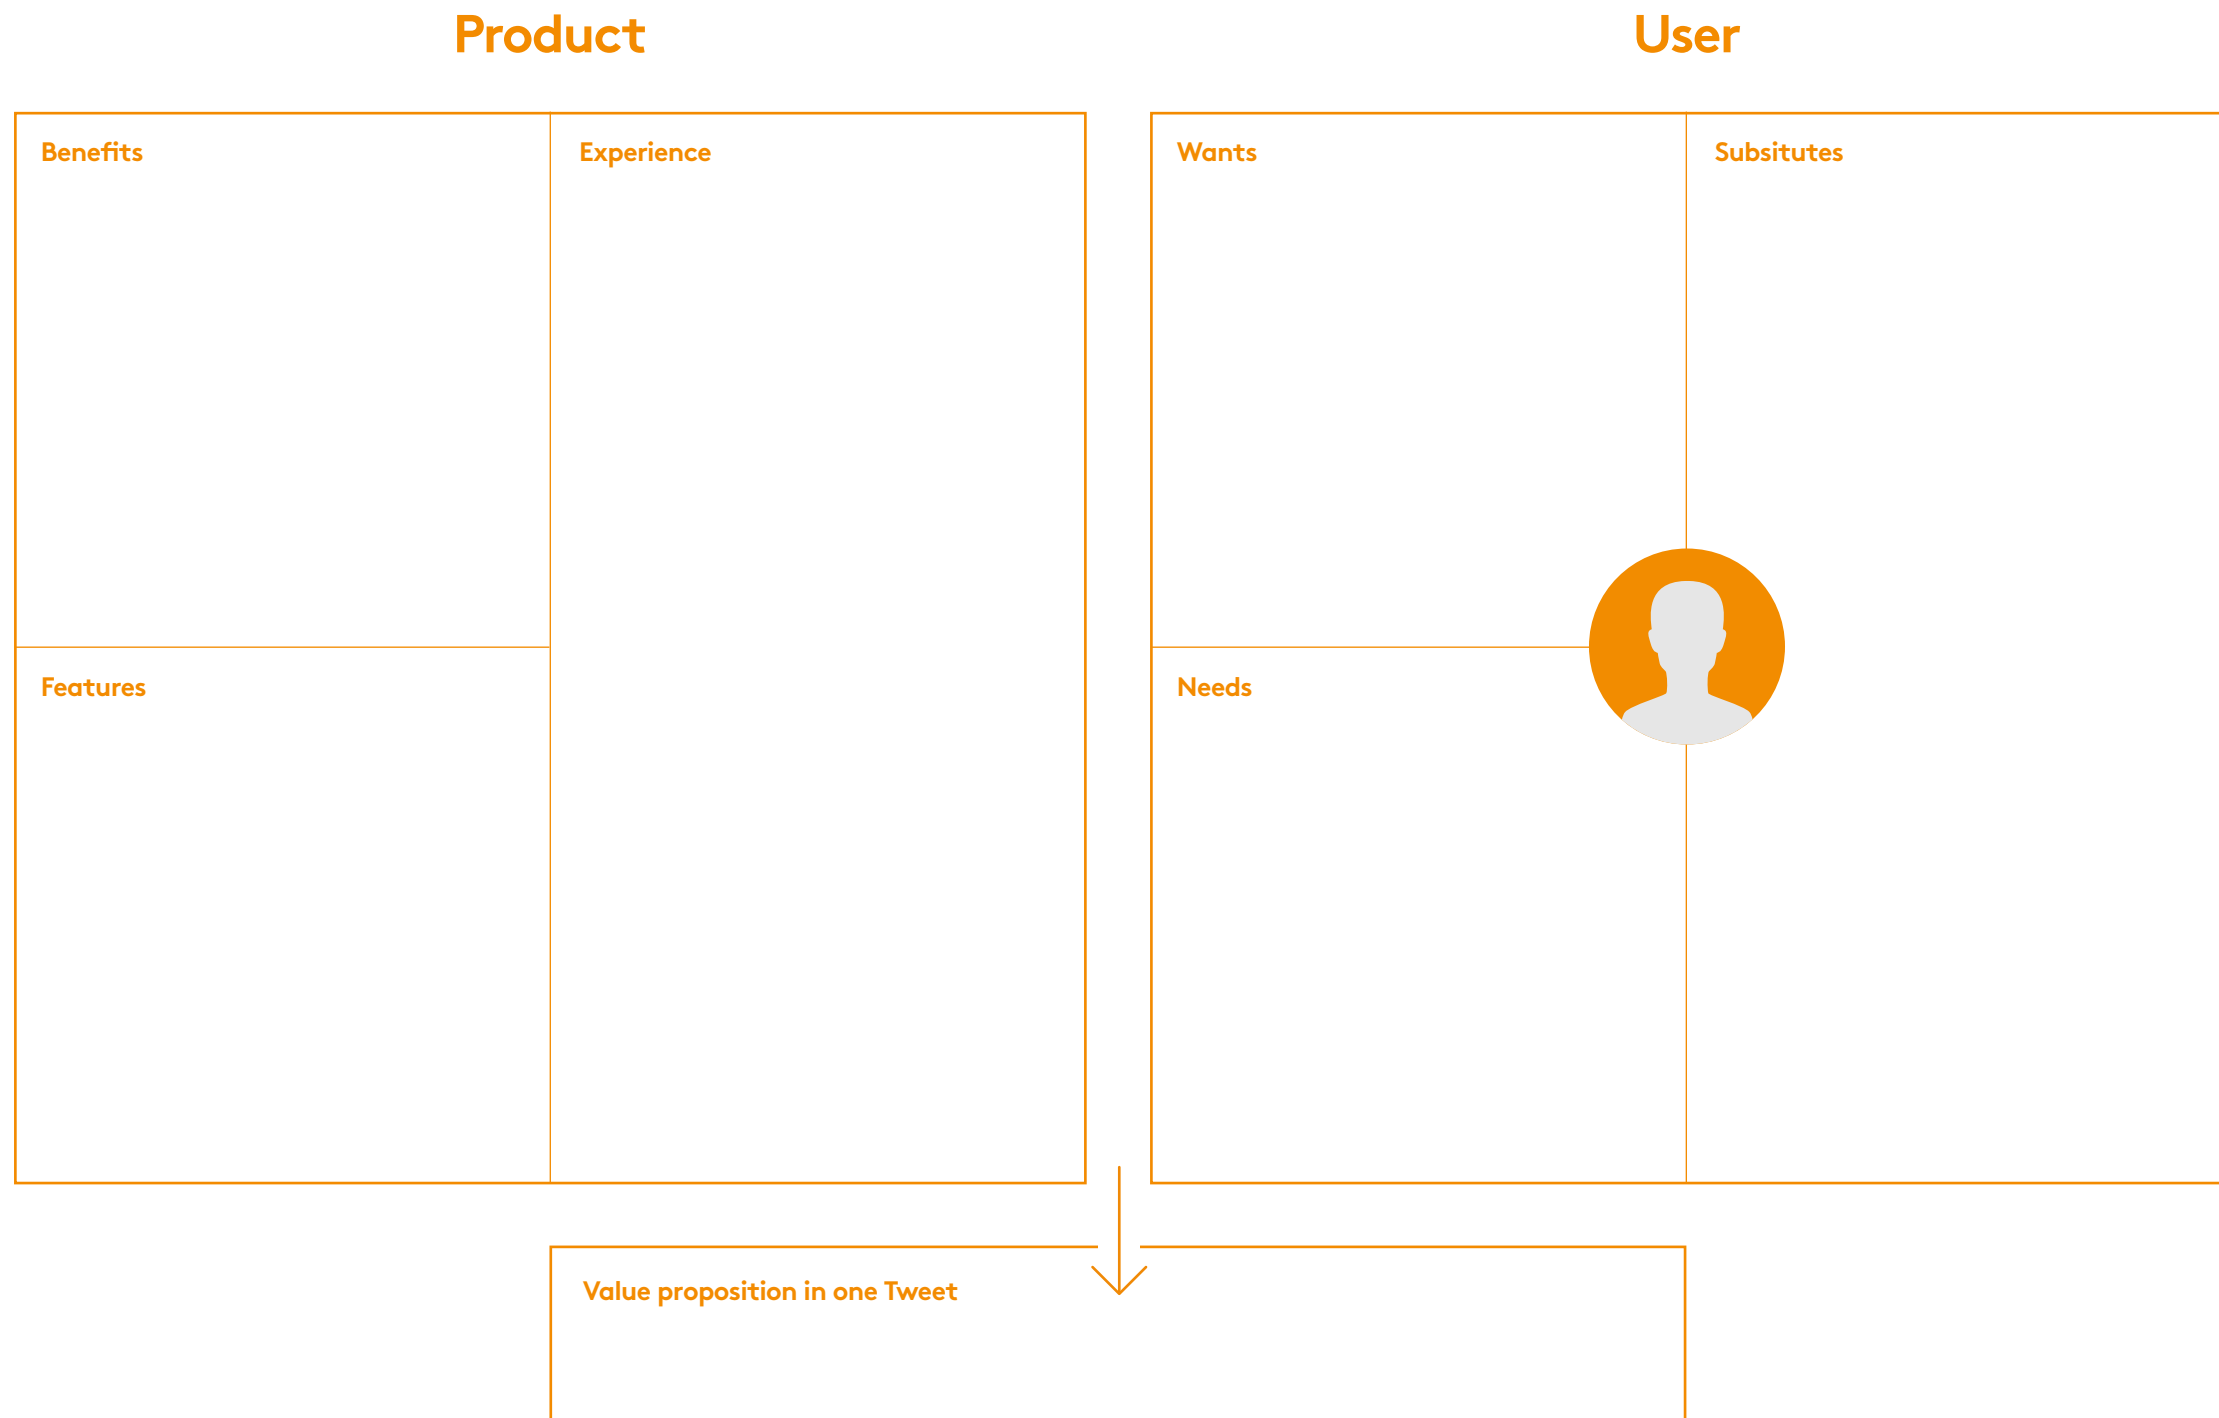 Product
User
Benefits
Experience
Wants
Subsitutes
Features
Needs
Value proposition in one Tweet